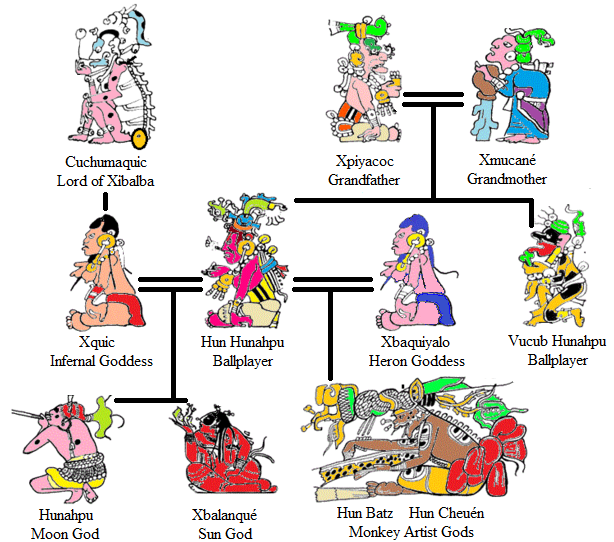 Cuchumaquic
Lord of Xibalba
Xpiyacoc
Grandfather
Xmucané
Grandmother
Xquic
Infernal Goddess
Hun Hunahpu
Ballplayer
Xbaquiyalo
Heron Goddess
Vucub Hunahpu
Ballplayer
Hunahpu
Moon God
Xbalanqué
Sun God
Hun Batz Hun Cheuén
Monkey Artist Gods